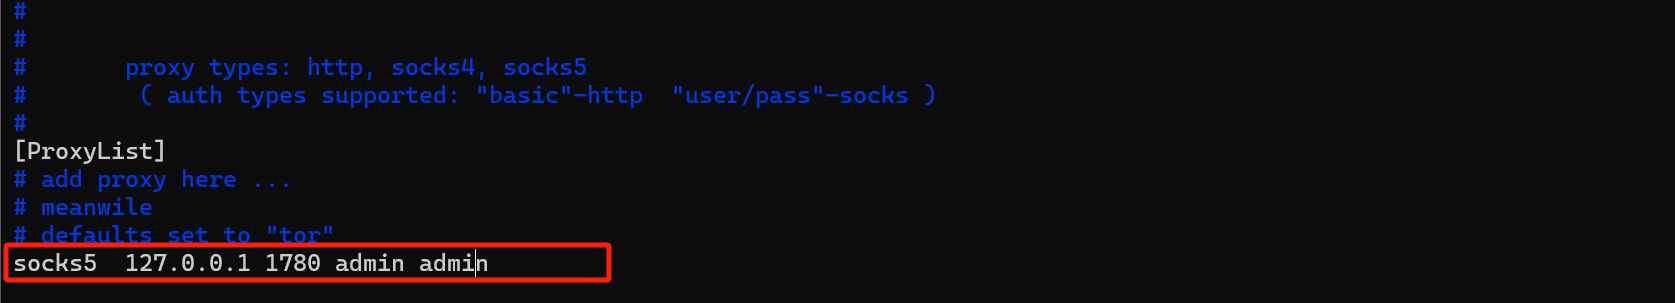 #
#
#       proxy types: http, socks4, socks5
#        ( auth types supported: "basic"-http  "user/pass"-socks )
#
[ProxyList]
# add proxy here ...
# meanwile
# defaults set to "tor"
socks5  127.0.0.1 1780 admin admin